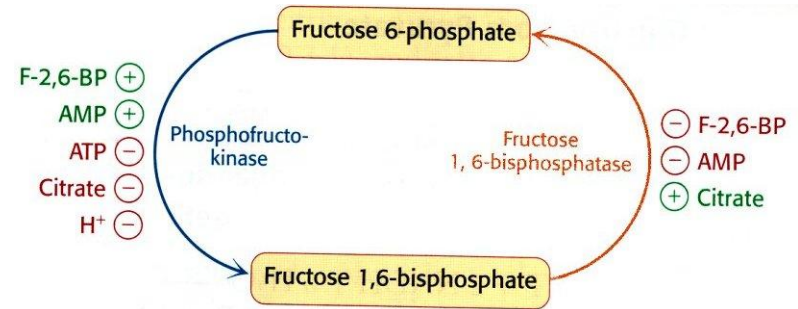 Fructose 6-phosphate
F-2,6-BP +
AMP +
ATP −
Citrate −
H⁺ −
Phosphofructo-
kinase
Fructose
1, 6-bisphosphatase
− F-2,6-BP
− AMP
+ Citrate
Fructose 1,6-bisphosphate